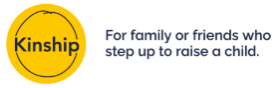 Kinship
For family or friends who
step up to raise a child.